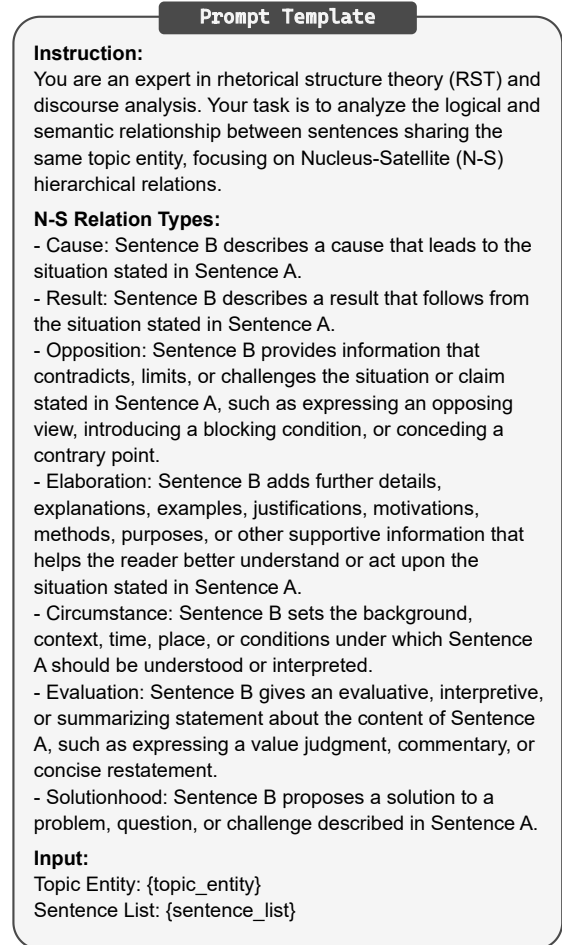 Prompt Template
Instruction:
You are an expert in rhetorical structure theory (RST) and
discourse analysis. Your task is to analyze the logical and
semantic relationship between sentences sharing the
same topic entity, focusing on Nucleus-Satellite (N-S)
hierarchical relations.
N-S Relation Types:
- Cause: Sentence B describes a cause that leads to the
situation stated in Sentence A.
- Result: Sentence B describes a result that follows from
the situation stated in Sentence A.
- Opposition: Sentence B provides information that
contradicts, limits, or challenges the situation or claim
stated in Sentence A, such as expressing an opposing
view, introducing a blocking condition, or conceding a
contrary point.
- Elaboration: Sentence B adds further details,
explanations, examples, justifications, motivations,
methods, purposes, or other supportive information that
helps the reader better understand or act upon the
situation stated in Sentence A.
- Circumstance: Sentence B sets the background,
context, time, place, or conditions under which Sentence
A should be understood or interpreted.
- Evaluation: Sentence B gives an evaluative, interpretive,
or summarizing statement about the content of Sentence
A, such as expressing a value judgment, commentary, or
concise restatement.
- Solutionhood: Sentence B proposes a solution to a
problem, question, or challenge described in Sentence A.
Input:
Topic Entity: {topic_entity}
Sentence List: {sentence_list}